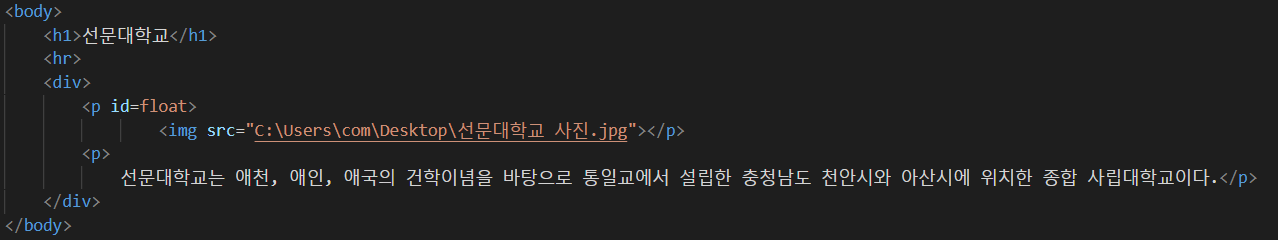 <body>
<h1>선문대학교</h1>
<hr>
<div>
<p id=float>
<img src="C:\Users\com\Desktop\선문대학교 사진.jpg"></p>
<p>
선문대학교는 애천, 애인, 애국의 건학이념을 바탕으로 통일교에서 설립한 충청남도 천안시와 아산시에 위치한 종합 사립대학교이다.</p>
</div>
</body>